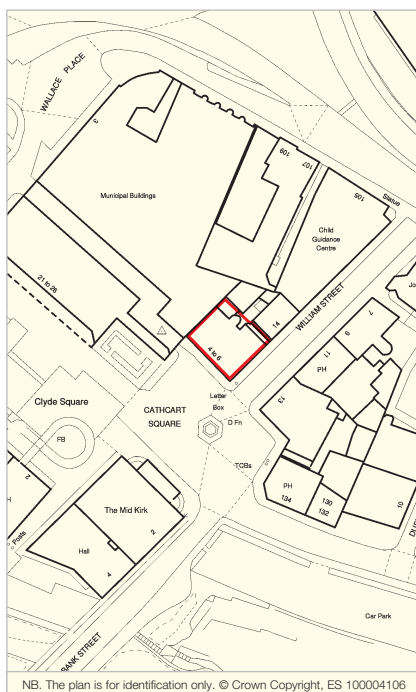 WALLACE PLACE
3
Municipal Buildings
109
107
105
Statue
Child
Guidance
Centre
WILLIAM STREET
14
4 to 6
21 to 28
Letter
Box
Clyde Square
CATHCART
SQUARE
D Fn
FB
TCBs
7
9
11
PH
13
PH
134
130
132
10
The Mid Kirk
2
Hall
4
2
Posts
BANK STREET
Car Park
NB. The plan is for identification only. © Crown Copyright, ES 100004106